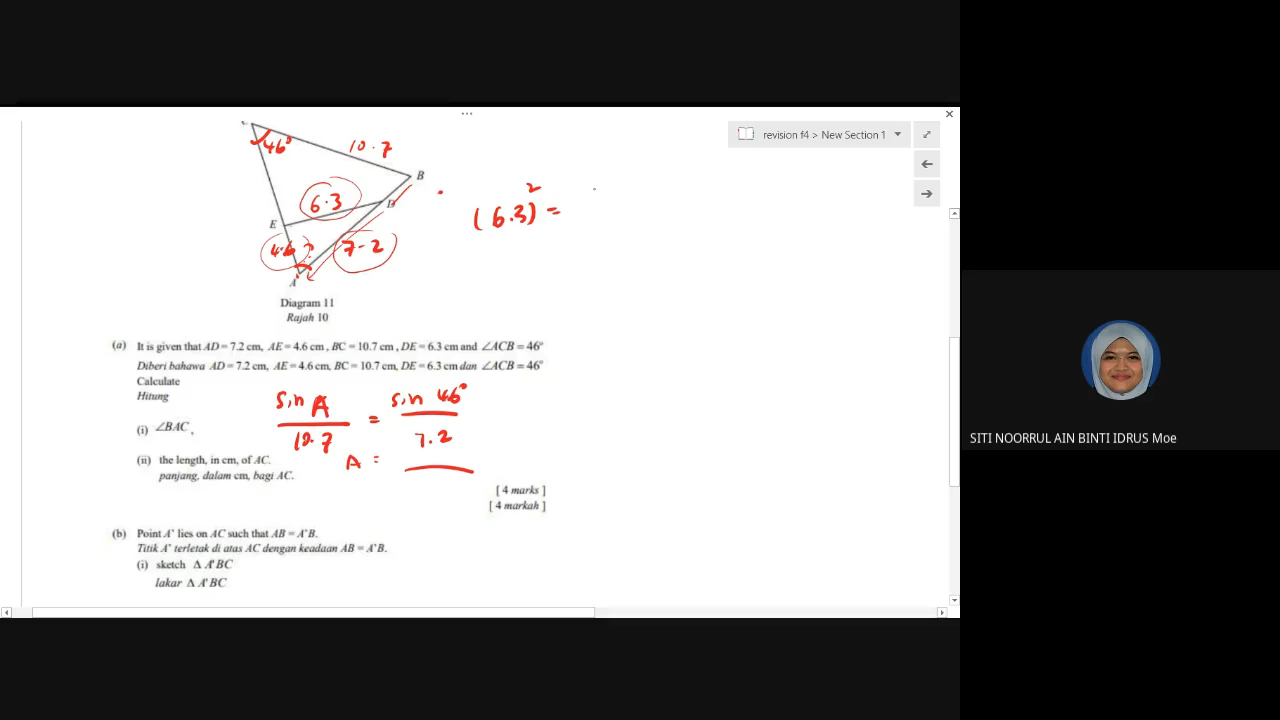 revision f4 > New Section 1
46°
10.7
B
2
6.3
D
(6.3) =
E
4.6
?
7-2
A
Diagram 11
Rajah 10
(a) It is given that AD = 7.2 cm, AE = 4.6 cm , BC = 10.7 cm , DE = 6.3 cm and ∠ACB = 46°
Diberi bahawa AD = 7.2 cm, AE = 4.6 cm, BC = 10.7 cm, DE = 6.3 cm dan ∠ACB = 46°
Calculate
Hitung
sin A = sin 46°
10.7 7.2
(i) ∠BAC ,
A =
(ii) the length, in cm, of AC.
panjang, dalam cm, bagi AC.
[ 4 marks ]
[ 4 markah ]
(b) Point A' lies on AC such that AB = A'B.
Titik A' terletak di atas AC dengan keadaan AB = A'B.
(i) sketch Δ A'BC
lakar Δ A'BC
SITI NOORRUL AIN BINTI IDRUS Moe